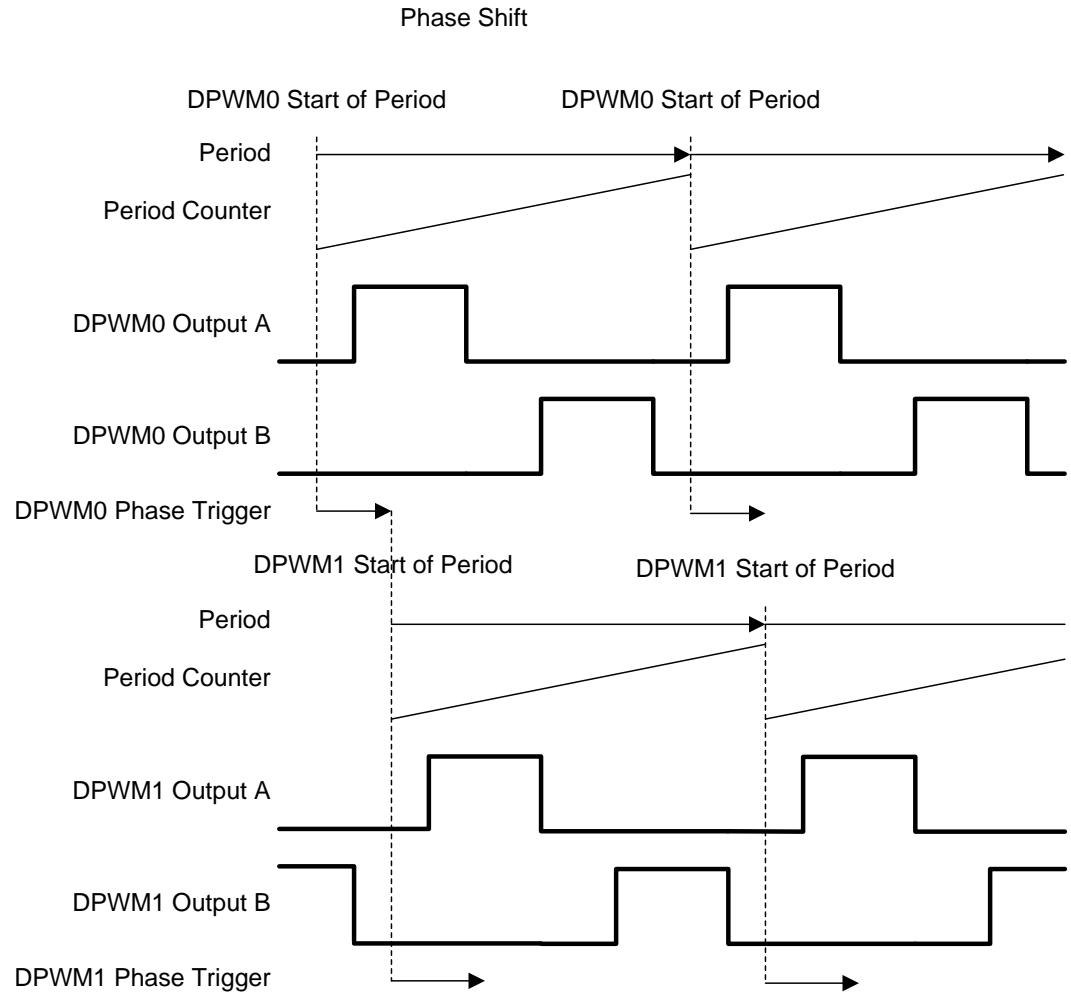 Phase Shift
DPWM0 Start of Period
DPWM0 Start of Period
Period
Period Counter
DPWM0 Output A
DPWM0 Output B
DPWM0 Phase Trigger
DPWM1 Start of Period
DPWM1 Start of Period
Period
Period Counter
DPWM1 Output A
DPWM1 Output B
DPWM1 Phase Trigger